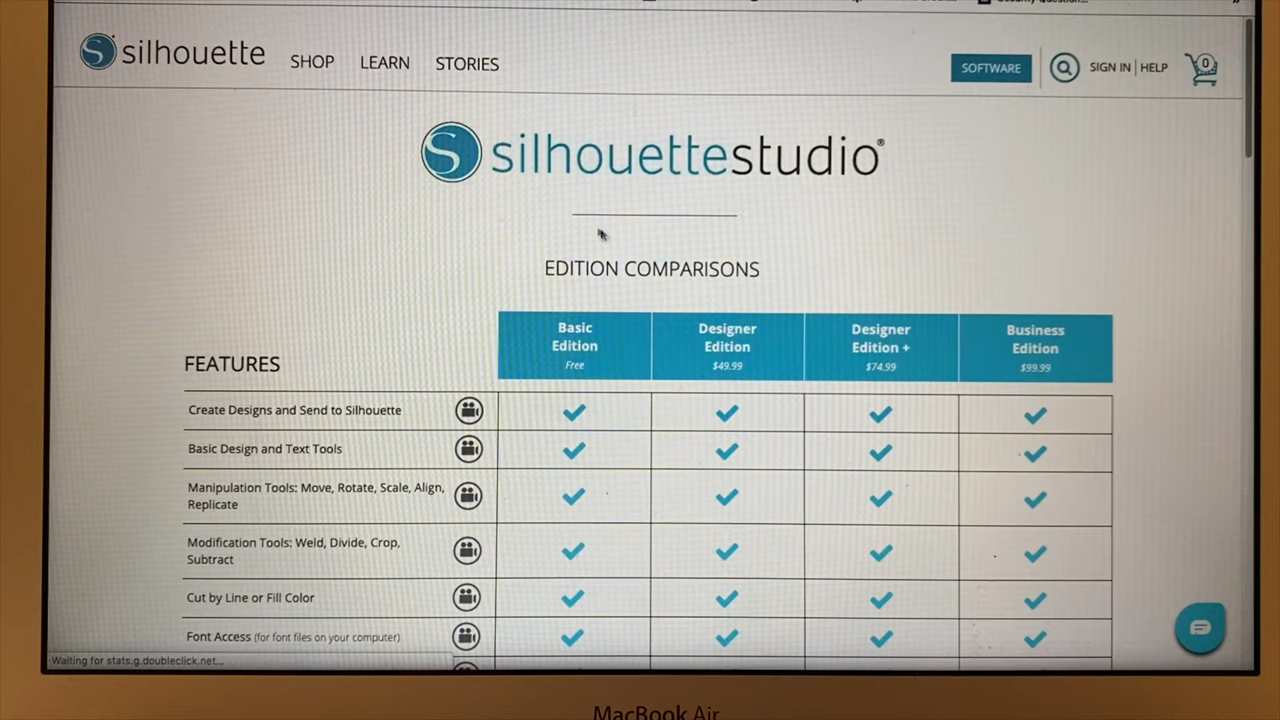 silhouette SHOP LEARN STORIES SOFTWARE SIGN IN | HELP 0
silhouettestudio®
EDITION COMPARISONS
FEATURES
Basic Edition Free
Designer Edition $49.99
Designer Edition + $74.99
Business Edition $99.99
Create Designs and Send to Silhouette
Basic Design and Text Tools
Manipulation Tools: Move, Rotate, Scale, Align,
Replicate
Modification Tools: Weld, Divide, Crop,
Subtract
Cut by Line or Fill Color
Font Access (for font files on your computer)
Waiting for stats.g.doubleclick.net...
MacBook Air